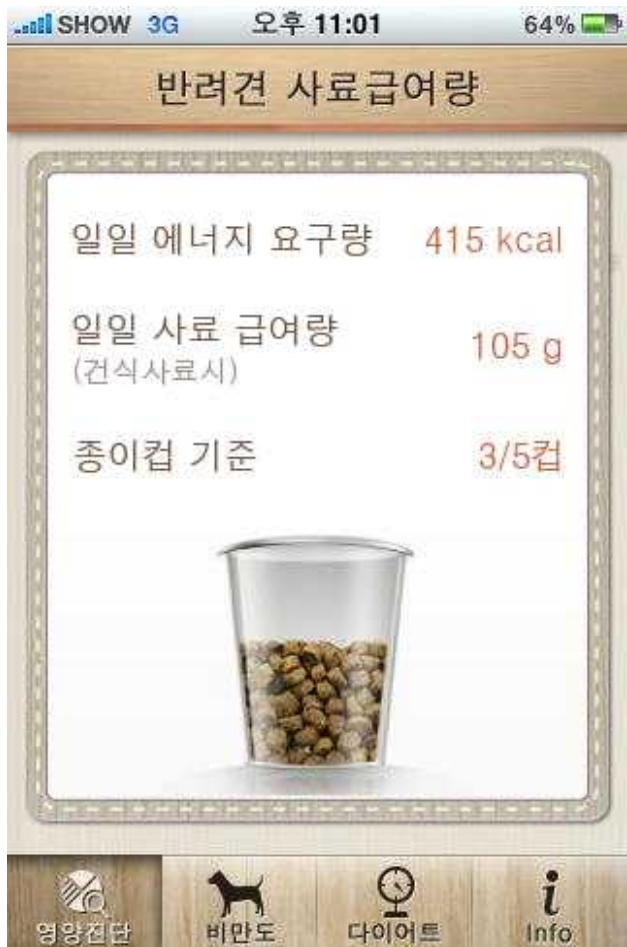 SHOW 3G 오후 11:01 64%
반려견 사료급여량
일일 에너지 요구량 415 kcal
일일 사료 급여량 105 g
(건식사료시)
종이컵 기준 3/5컵
영양진단 비만도 다이어트 Info